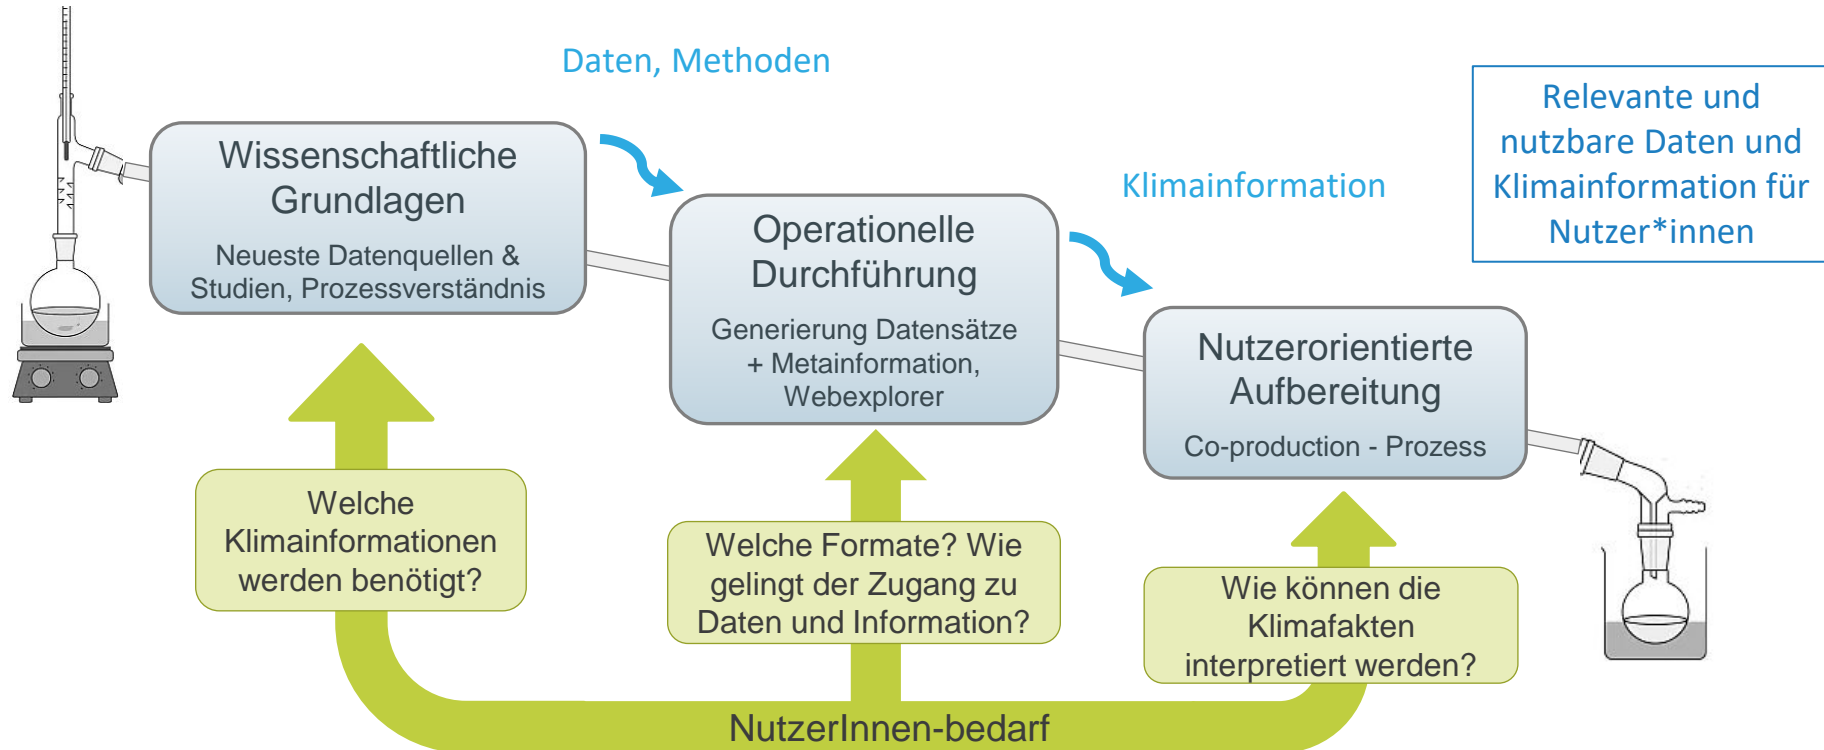 Daten, Methoden
Wissenschaftliche
Grundlagen
Neueste Datenquellen &
Studien, Prozessverständnis
Klimainformation
Operationelle
Durchführung
Generierung Datensätze
+ Metainformation,
Webexplorer
Relevante und
nutzbare Daten und
Klimainformation für
Nutzer*innen
Nutzerorientierte
Aufbereitung
Co-production - Prozess
Welche
Klimainformationen
werden benötigt?
Welche Formate? Wie
gelingt der Zugang zu
Daten und Information?
Wie können die
Klimafakten
interpretiert werden?
NutzerInnen-bedarf